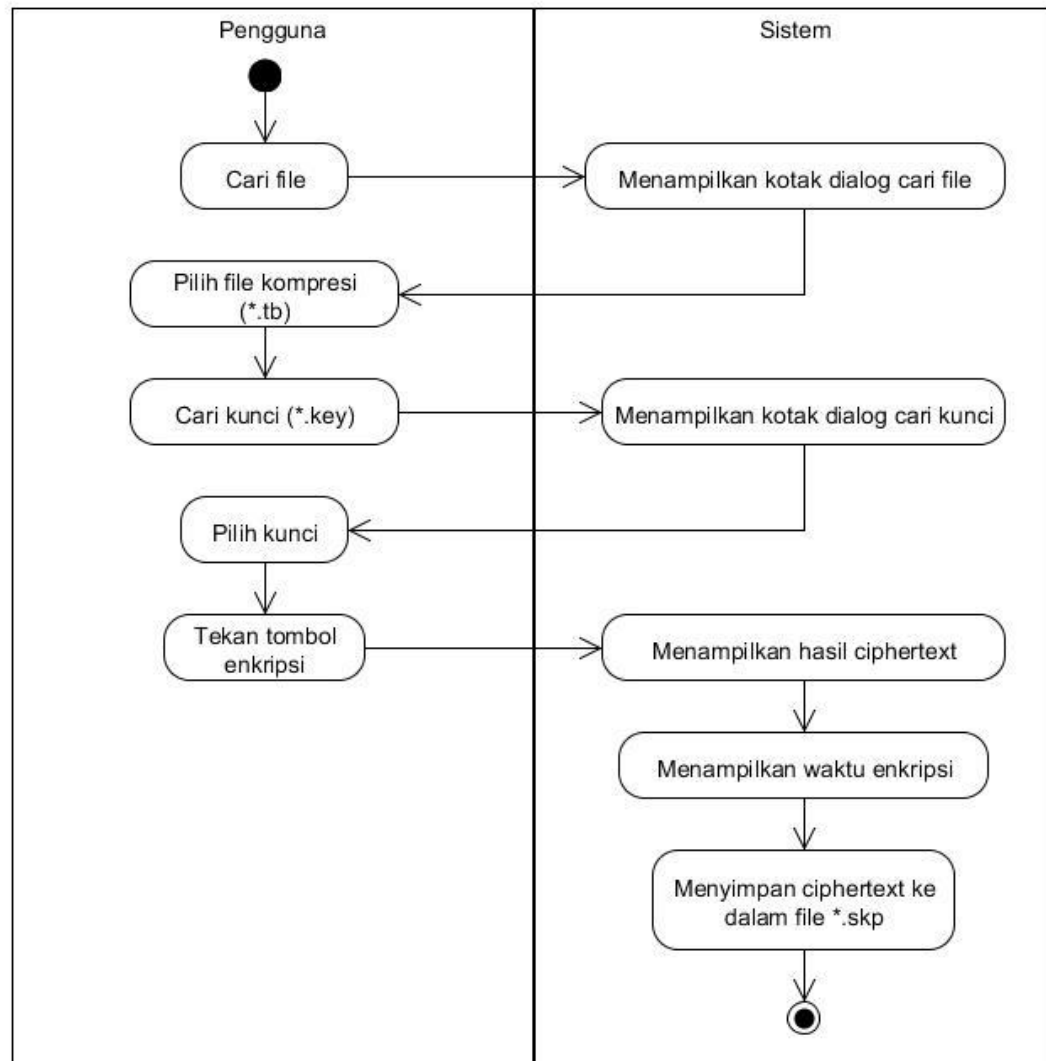 Pengguna
Sistem
Cari file
Menampilkan kotak dialog cari file
Pilih file kompresi
(*.tb)
Cari kunci (*.key)
Menampilkan kotak dialog cari kunci
Pilih kunci
Tekan tombol
enkripsi
Menampilkan hasil ciphertext
Menampilkan waktu enkripsi
Menyimpan ciphertext ke
dalam file *.skp